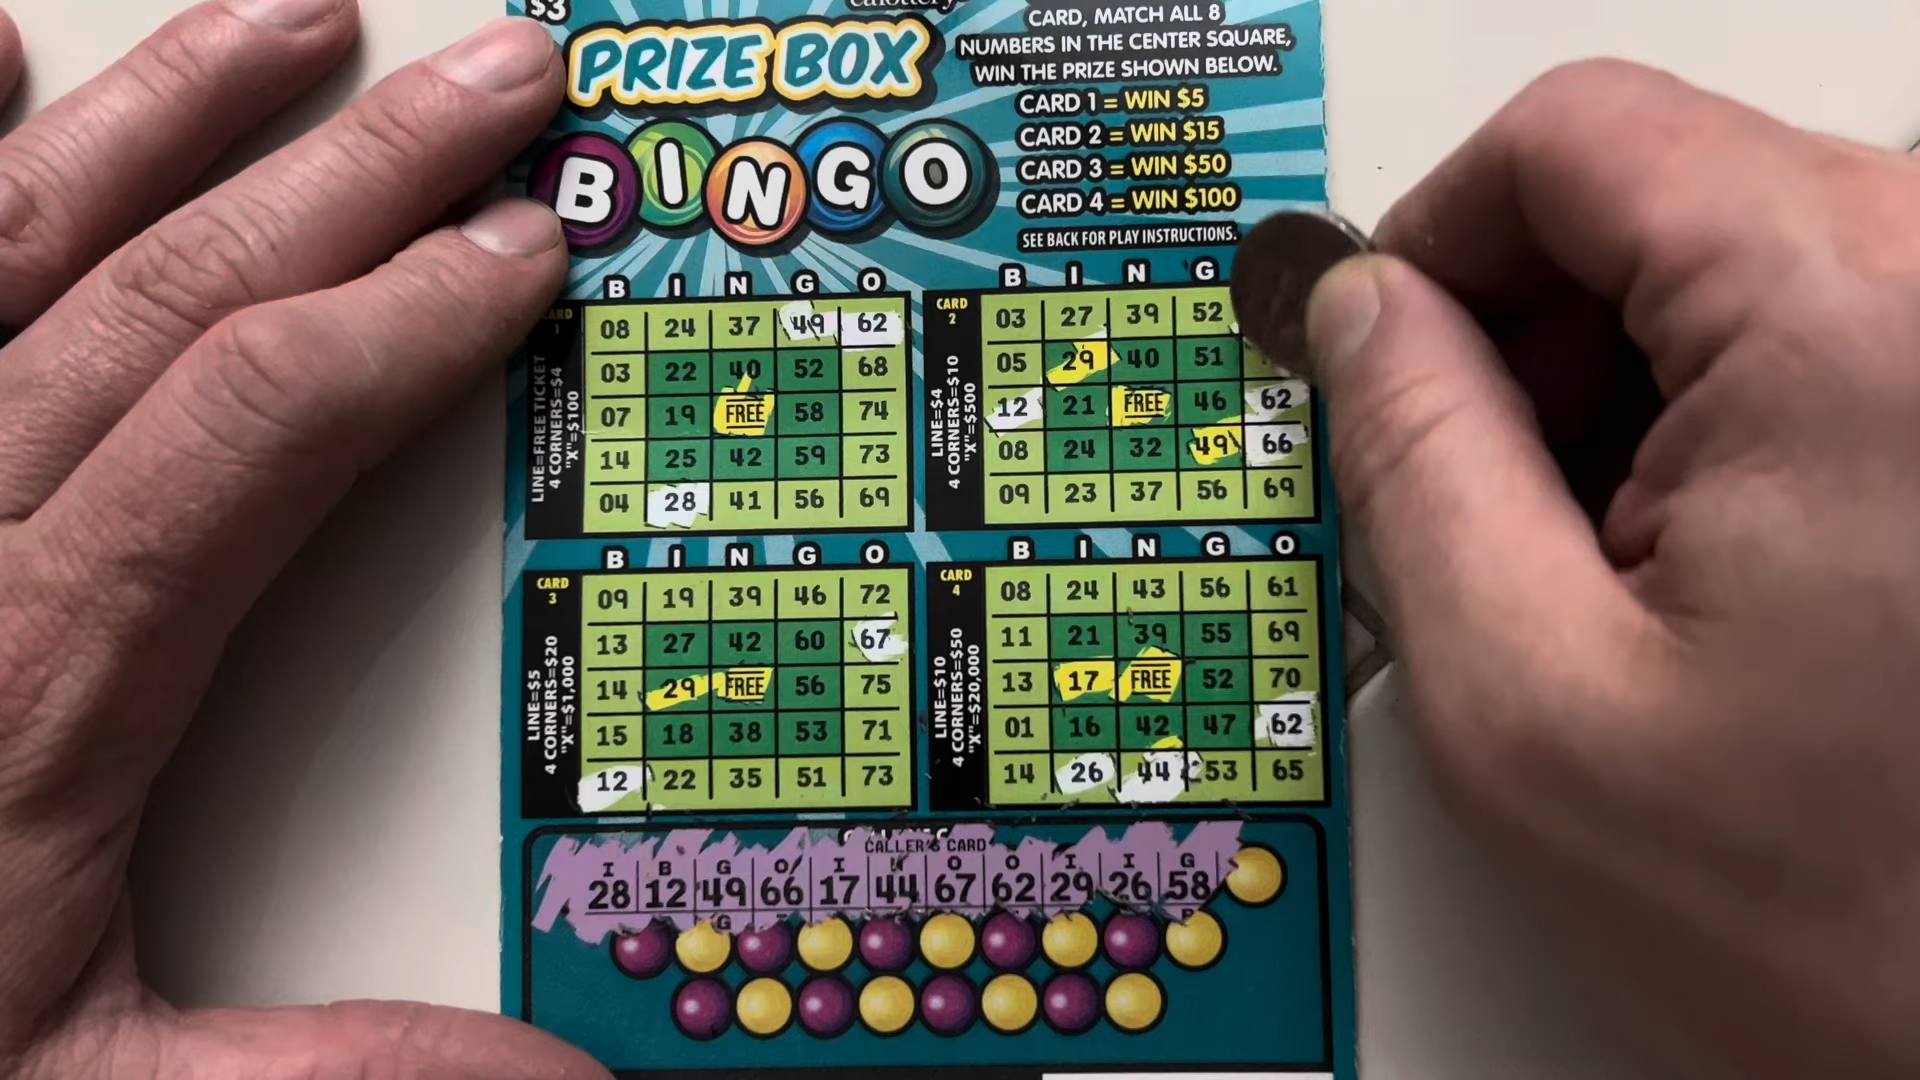 $3
CARD, MATCH ALL 8
NUMBERS IN THE CENTER SQUARE,
WIN THE PRIZE SHOWN BELOW.
CARD 1 = WIN $5
CARD 2 = WIN $15
CARD 3 = WIN $50
CARD 4 = WIN $100
SEE BACK FOR PLAY INSTRUCTIONS.
PRIZE BOX
BINGO
B I N G O
CARD 1
LINE=FREE TICKET
4 CORNERS=$4
"X"=$100
08 24 37 49 62
03 22 40 52 68
07 19 FREE 58 74
14 25 42 59 73
04 28 41 56 69
B I N G
CARD 2
LINE=$4
4 CORNERS=$10
"X"=$500
03 27 39 52
05 29 40 51
12 21 FREE 46 62
08 24 32 49 66
09 23 37 56 69
B I N G O
CARD 3
LINE=$5
4 CORNERS=$20
"X"=$1,000
09 19 39 46 72
13 27 42 60 67
14 29 FREE 56 75
15 18 38 53 71
12 22 35 51 73
B I N G O
CARD 4
LINE=$10
4 CORNERS=$50
"X"=$20,000
08 24 43 56 61
11 21 39 55 69
13 17 FREE 52 70
01 16 42 47 62
14 26 44 53 65
CALLER'S CARD
I B G O I N O O I I G
28 12 49 66 17 44 67 62 29 26 58
G